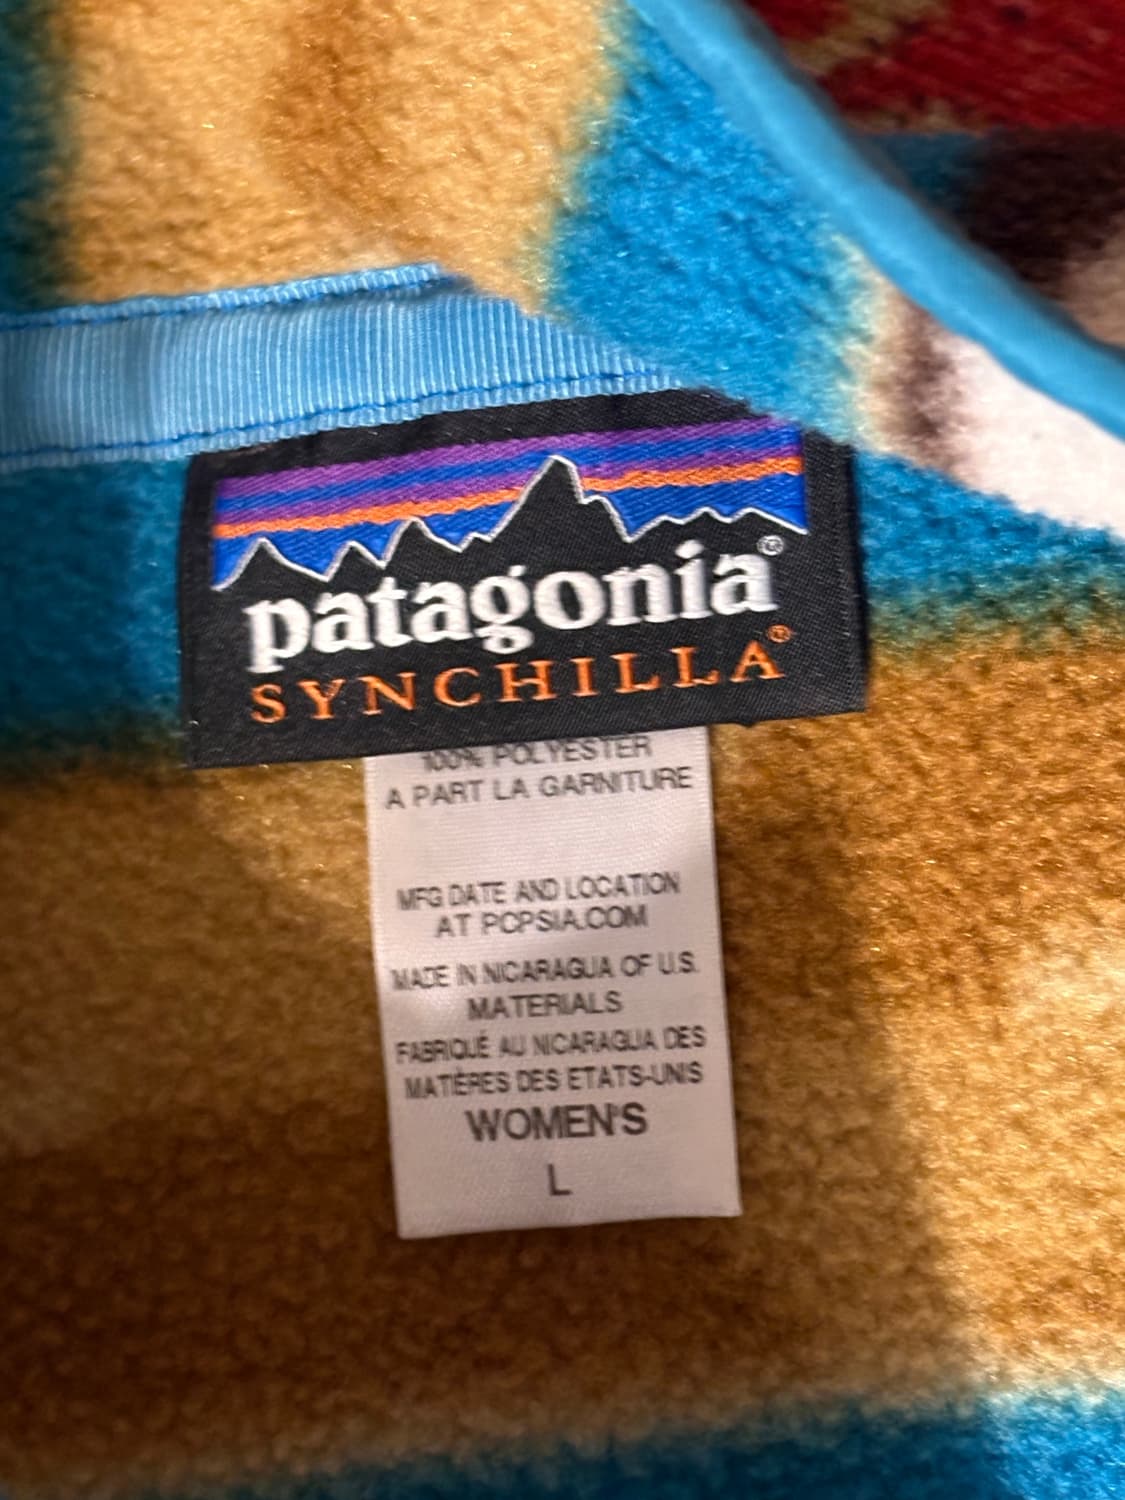 patagonia®
SYNCHILLA®
100% POLYESTER
A PART LA GARNITURE
MFG DATE AND LOCATION
AT PCPSIA.COM
MADE IN NICARAGUA OF U.S.
MATERIALS
FABRIQUÉ AU NICARAGUA DES
MATIÈRES DES ETATS-UNIS
WOMEN'S
L